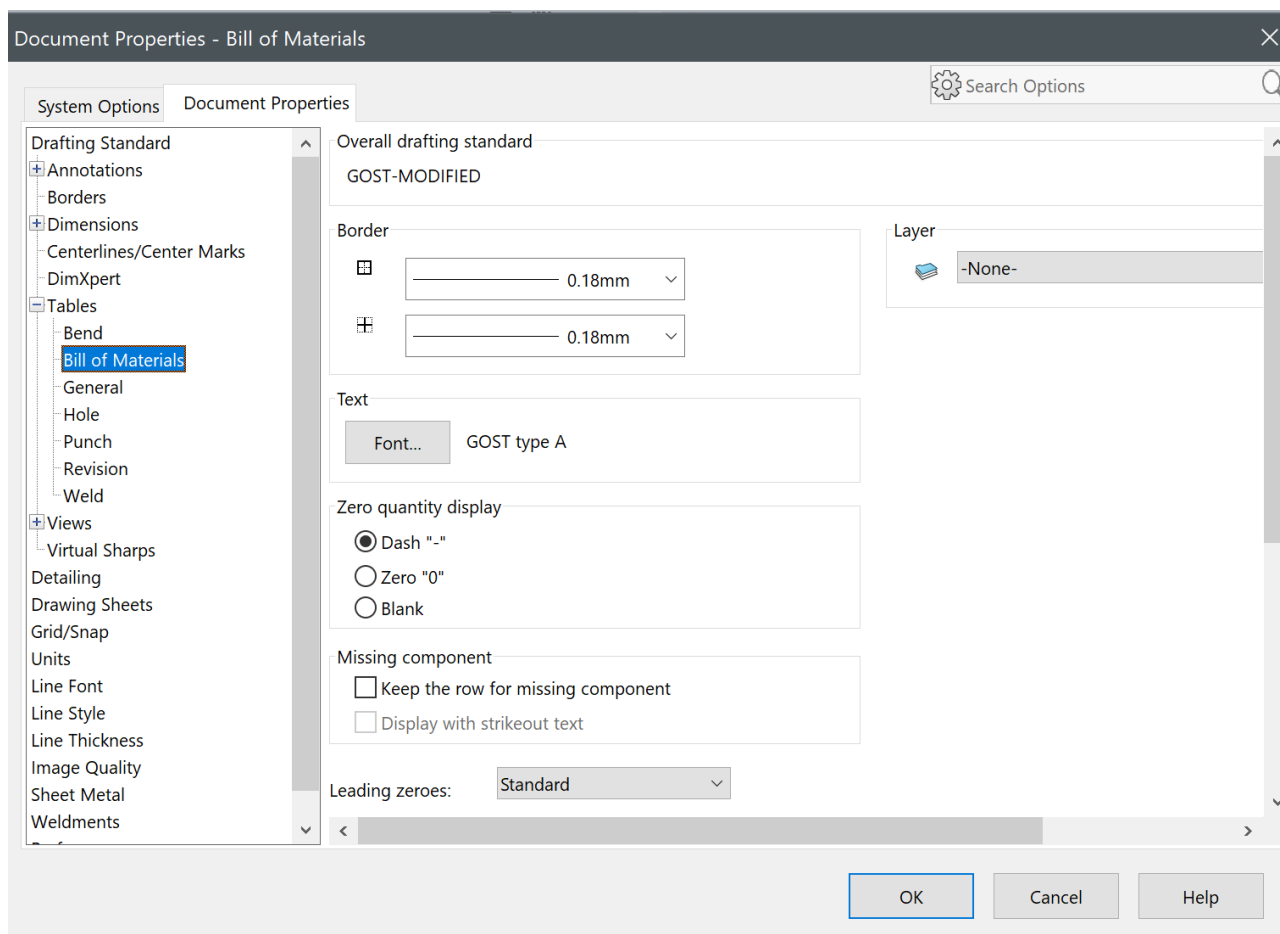 Document Properties - Bill of Materials
Search Options
System Options
Document Properties
Drafting Standard
Annotations
Borders
Dimensions
Centerlines/Center Marks
DimXpert
Tables
Bend
Bill of Materials
General
Hole
Punch
Revision
Weld
Views
Virtual Sharps
Detailing
Drawing Sheets
Grid/Snap
Units
Line Font
Line Style
Line Thickness
Image Quality
Sheet Metal
Weldments
Overall drafting standard
GOST-MODIFIED
Border
0.18mm
0.18mm
Layer
-None-
Text
Font...
GOST type A
Zero quantity display
Dash "-"
Zero "0"
Blank
Missing component
Keep the row for missing component
Display with strikeout text
Leading zeroes:
Standard
OK
Cancel
Help